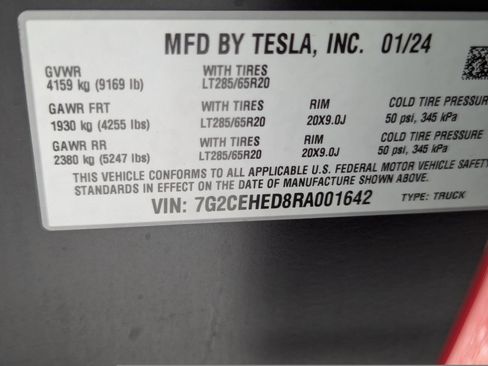 MFD BY TESLA, INC. 01/24
GVWR WITH TIRES
4159 kg (9169 lb) LT285/65R20
GAWR FRT WITH TIRES RIM COLD TIRE PRESSURE
1930 kg (4255 lbs) LT285/65R20 20X9.0J 50 psi, 345 kPa
GAWR RR WITH TIRES RIM COLD TIRE PRESSURE
2380 kg (5247 lbs) LT285/65R20 20X9.0J 50 psi, 345 kPa
THIS VEHICLE CONFORMS TO ALL APPLICABLE U.S. FEDERAL MOTOR VEHICLE SAFETY
STANDARDS IN EFFECT ON THE DATE OF MANUFACTURE SHOWN ABOVE.
VIN: 7G2CEHED8RA001642 TYPE: TRUCK